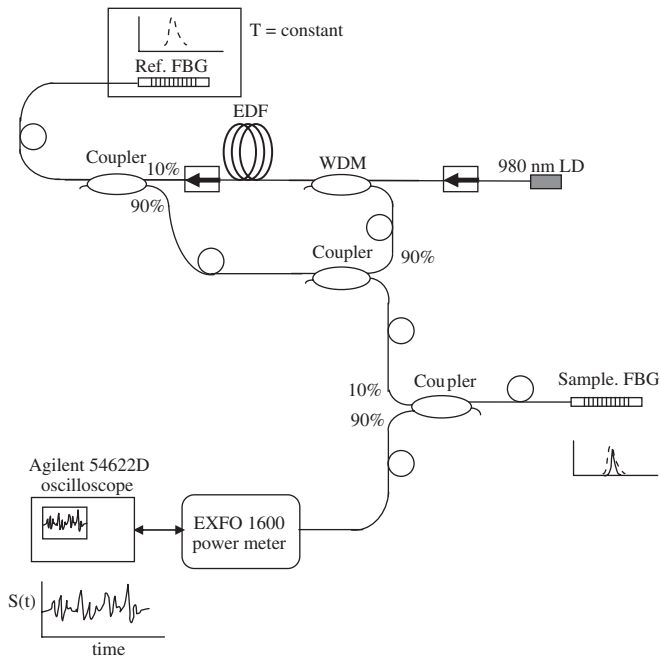 T = constant
Ref. FBG
EDF
Coupler
10%
WDM
980 nm LD
90%
Coupler
90%
10%
Coupler
Sample. FBG
90%
Agilent 54622D
oscilloscope
EXFO 1600
power meter
S(t)
time